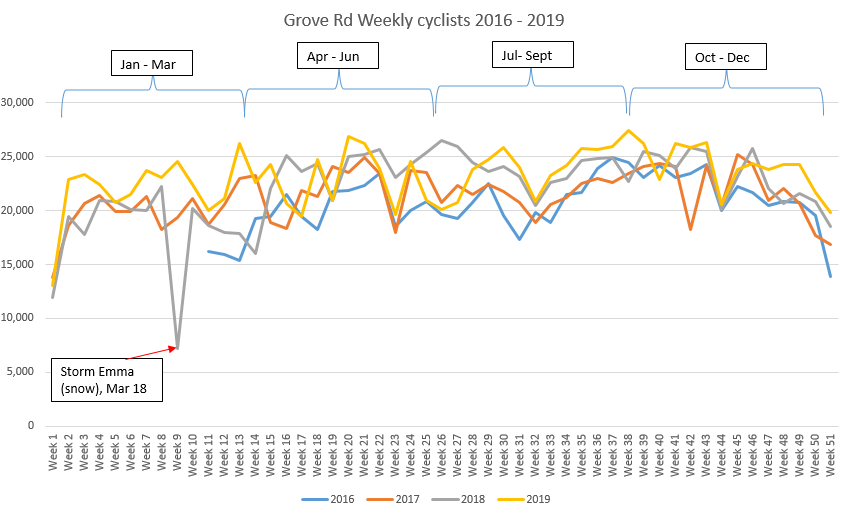 Grove Rd Weekly cyclists 2016 - 2019
Jan - Mar
Apr - Jun
Jul- Sept
Oct - Dec
30,000
25,000
20,000
15,000
10,000
5,000
0
Storm Emma
(snow), Mar 18
Week 1
Week 2
Week 3
Week 4
Week 5
Week 6
Week 7
Week 8
Week 9
Week 10
Week 11
Week 12
Week 13
Week 14
Week 15
Week 16
Week 17
Week 18
Week 19
Week 20
Week 21
Week 22
Week 23
Week 24
Week 25
Week 26
Week 27
Week 28
Week 29
Week 30
Week 31
Week 32
Week 33
Week 34
Week 35
Week 36
Week 37
Week 38
Week 39
Week 40
Week 41
Week 42
Week 43
Week 44
Week 45
Week 46
Week 47
Week 48
Week 49
Week 50
Week 51
2016
2017
2018
2019